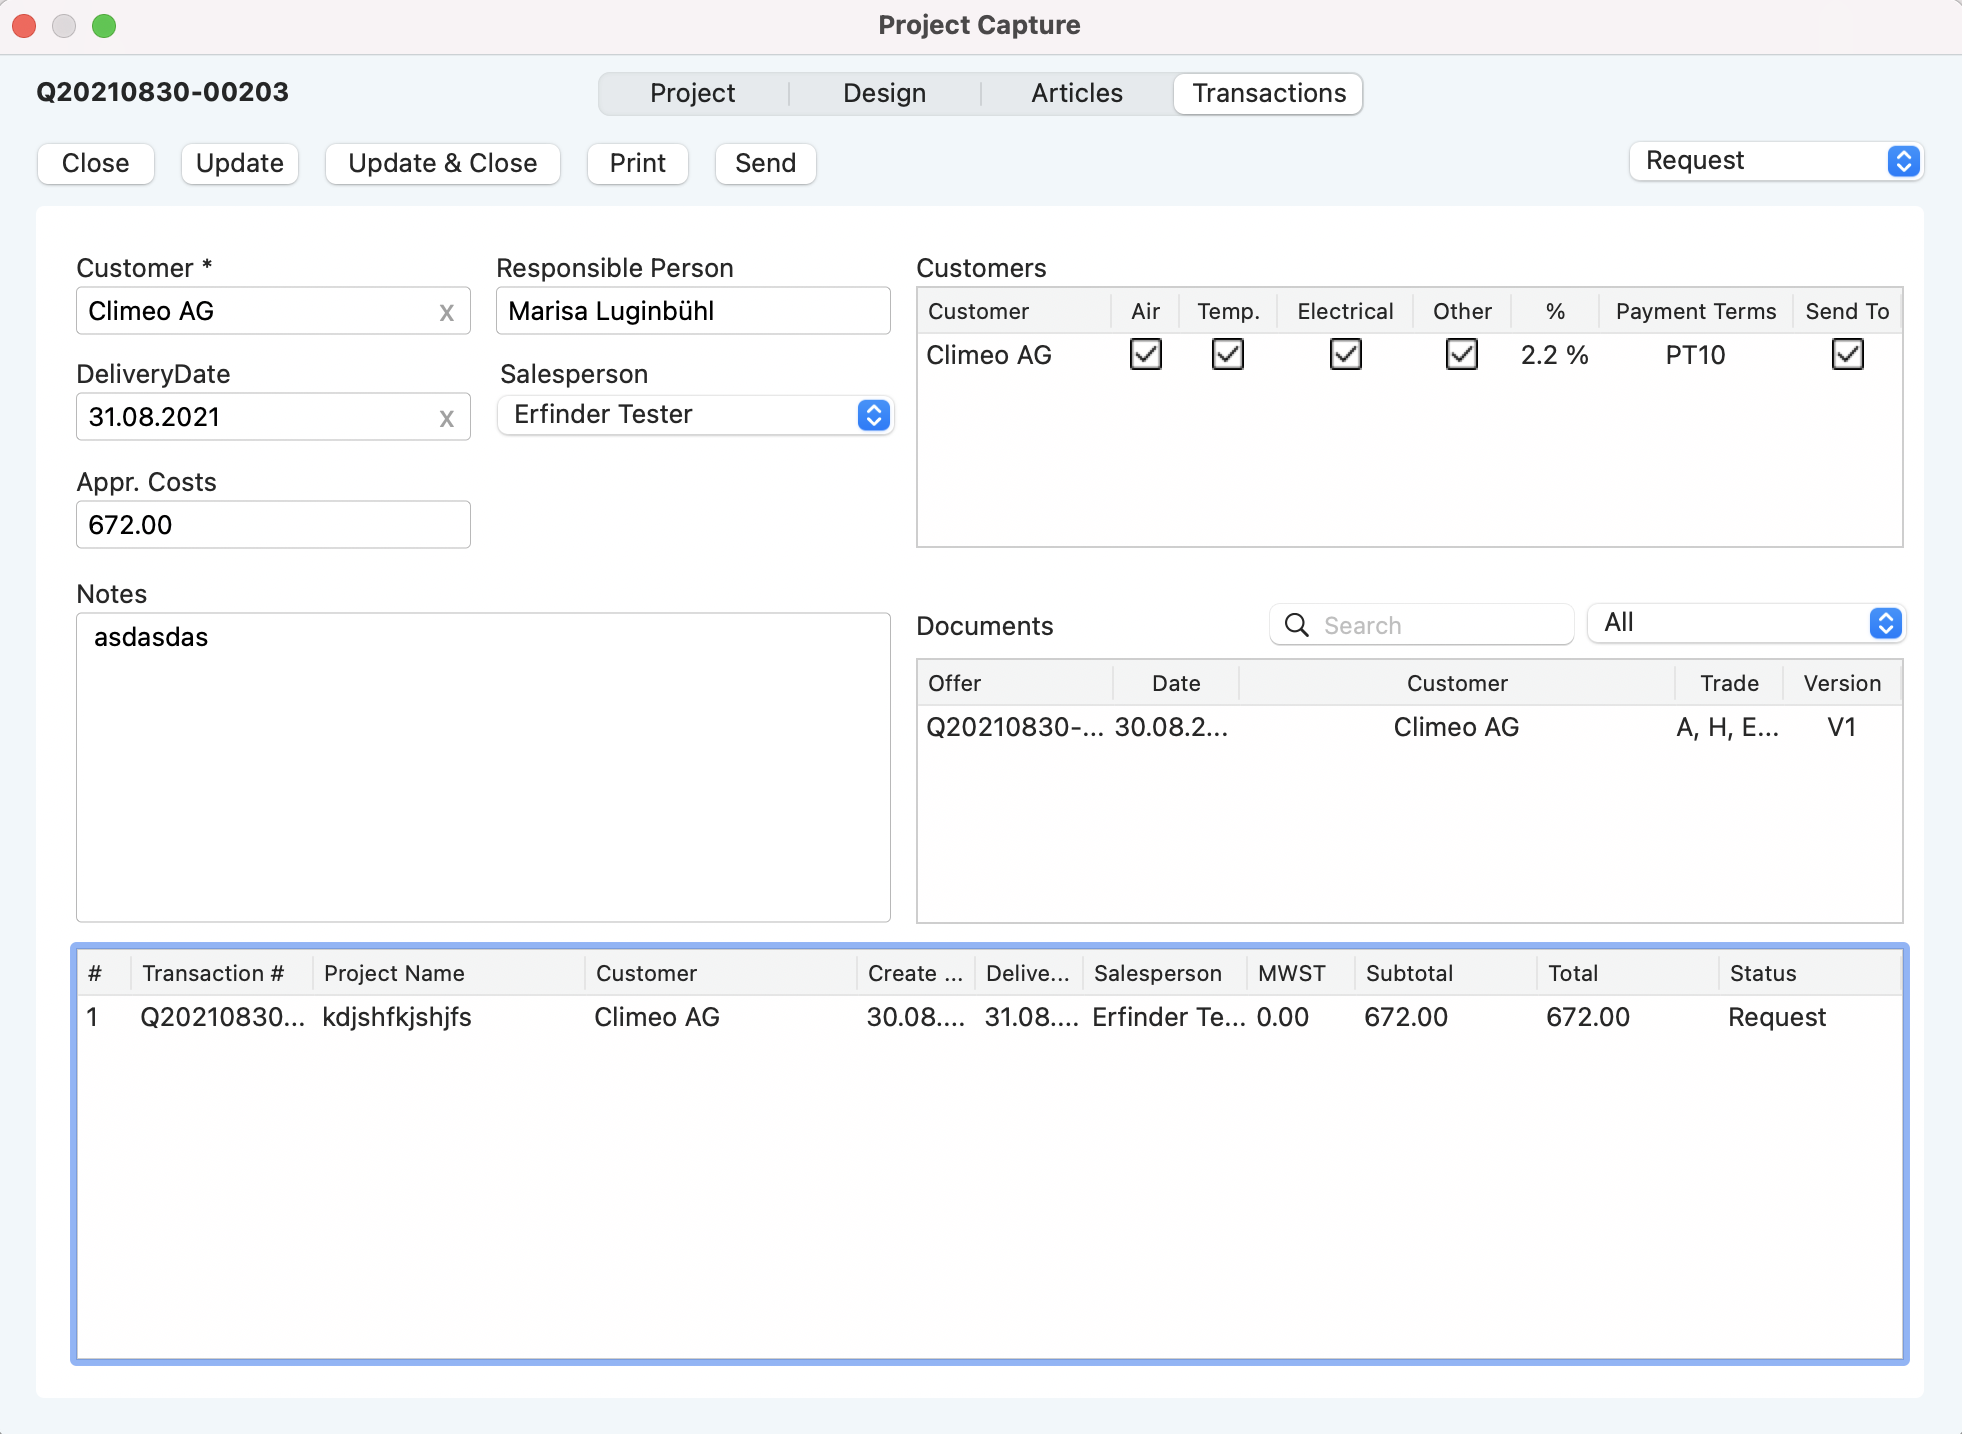 Project Capture
Q20210830-00203
Project Design Articles Transactions
Close Update Update & Close Print Send
Request
Customer * Responsible Person
Climeo AG x Marisa Luginbühl
DeliveryDate Salesperson
31.08.2021 x Erfinder Tester
Appr. Costs
672.00
Customers
Customer Air Temp. Electrical Other % Payment Terms Send To
Climeo AG 2.2 % PT10
Notes
asdasdas
Documents Search All
Offer Date Customer Trade Version
Q20210830-... 30.08.2... Climeo AG A, H, E... V1
# Transaction # Project Name Customer Create ... Delive... Salesperson MWST Subtotal Total Status
1 Q20210830... kdjshfkjshjfs Climeo AG 30.08.... 31.08.... Erfinder Te... 0.00 672.00 672.00 Request